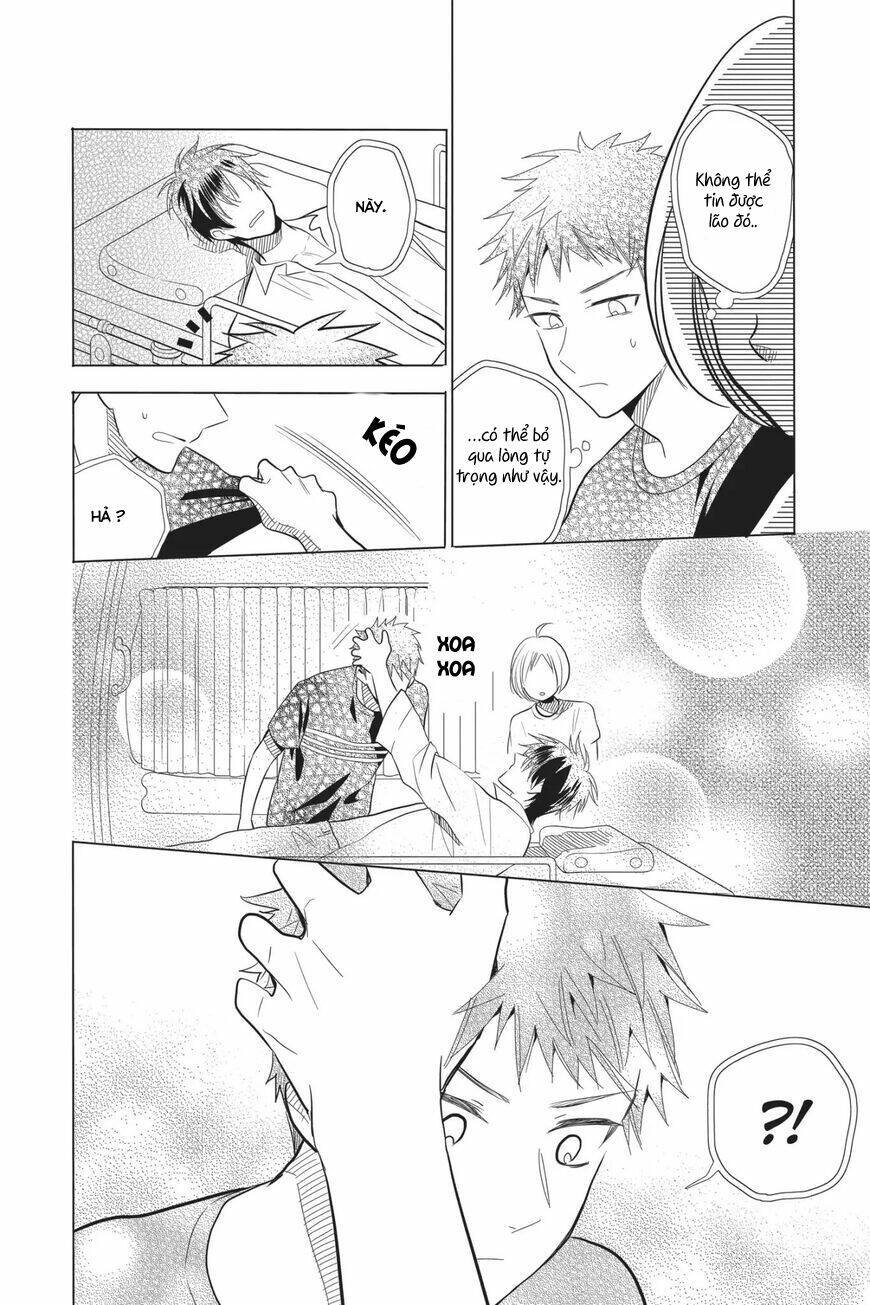 Không thể
tin được
lão đó..
...có thể bỏ
qua lòng tự
trọng như vậy.
NÀY.
KÉO
HẢ ?
XOA
XOA
?!